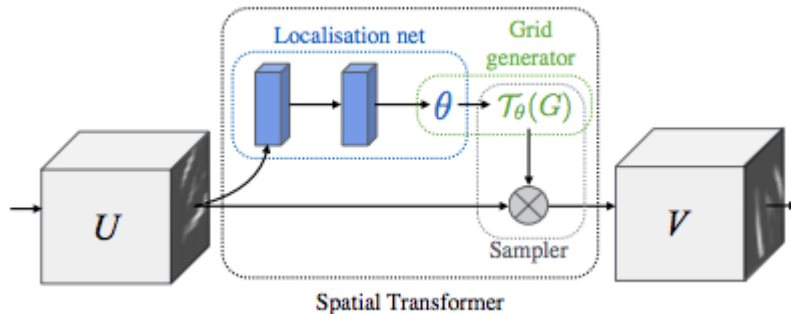 Localisation net
Grid
generator
θ
𝒯θ(G)
U
V
Sampler
Spatial Transformer